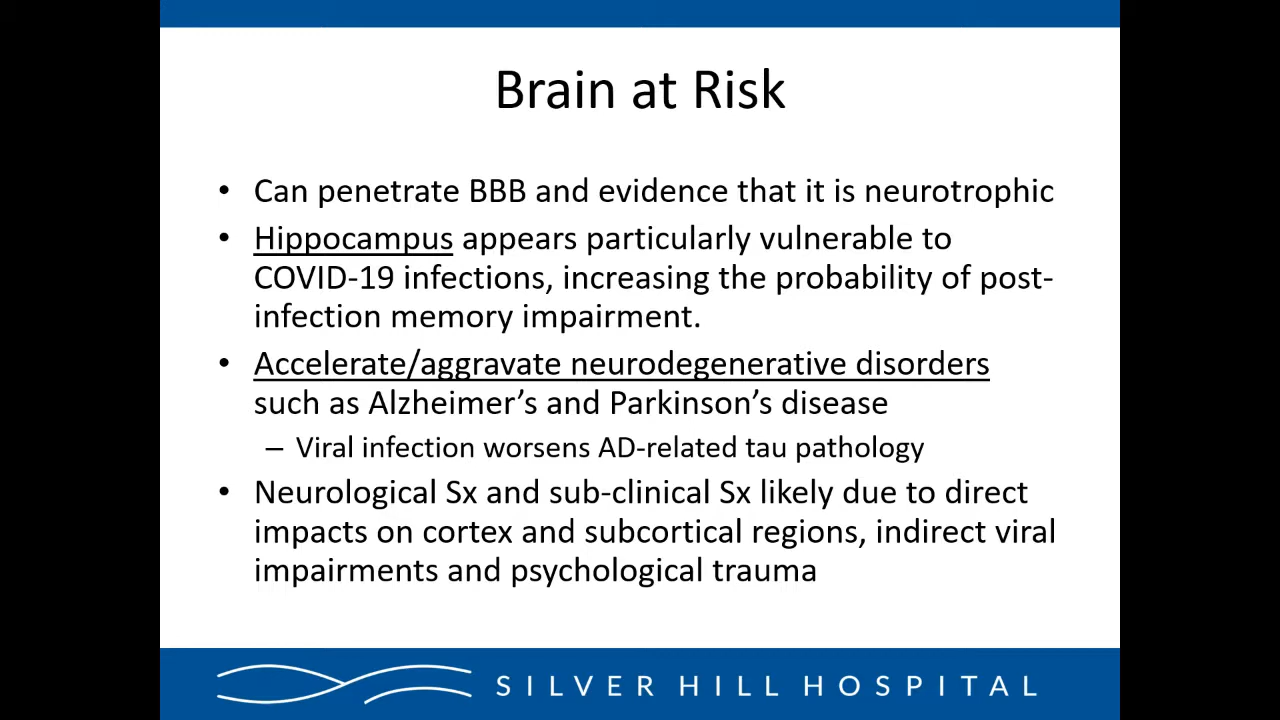 Brain at Risk
• Can penetrate BBB and evidence that it is neurotrophic
• Hippocampus appears particularly vulnerable to
COVID-19 infections, increasing the probability of post-
infection memory impairment.
• Accelerate/aggravate neurodegenerative disorders
such as Alzheimer’s and Parkinson’s disease
– Viral infection worsens AD-related tau pathology
• Neurological Sx and sub-clinical Sx likely due to direct
impacts on cortex and subcortical regions, indirect viral
impairments and psychological trauma
SILVER HILL HOSPITAL